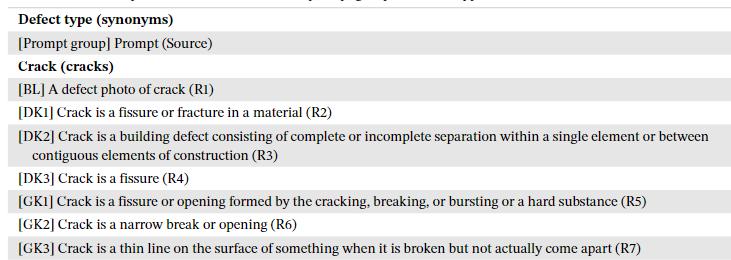 Defect type (synonyms)
[Prompt group] Prompt (Source)
Crack (cracks)
[BL] A defect photo of crack (R1)
[DK1] Crack is a fissure or fracture in a material (R2)
[DK2] Crack is a building defect consisting of complete or incomplete separation within a single element or between
contiguous elements of construction (R3)
[DK3] Crack is a fissure (R4)
[GK1] Crack is a fissure or opening formed by the cracking, breaking, or bursting or a hard substance (R5)
[GK2] Crack is a narrow break or opening (R6)
[GK3] Crack is a thin line on the surface of something when it is broken but not actually come apart (R7)